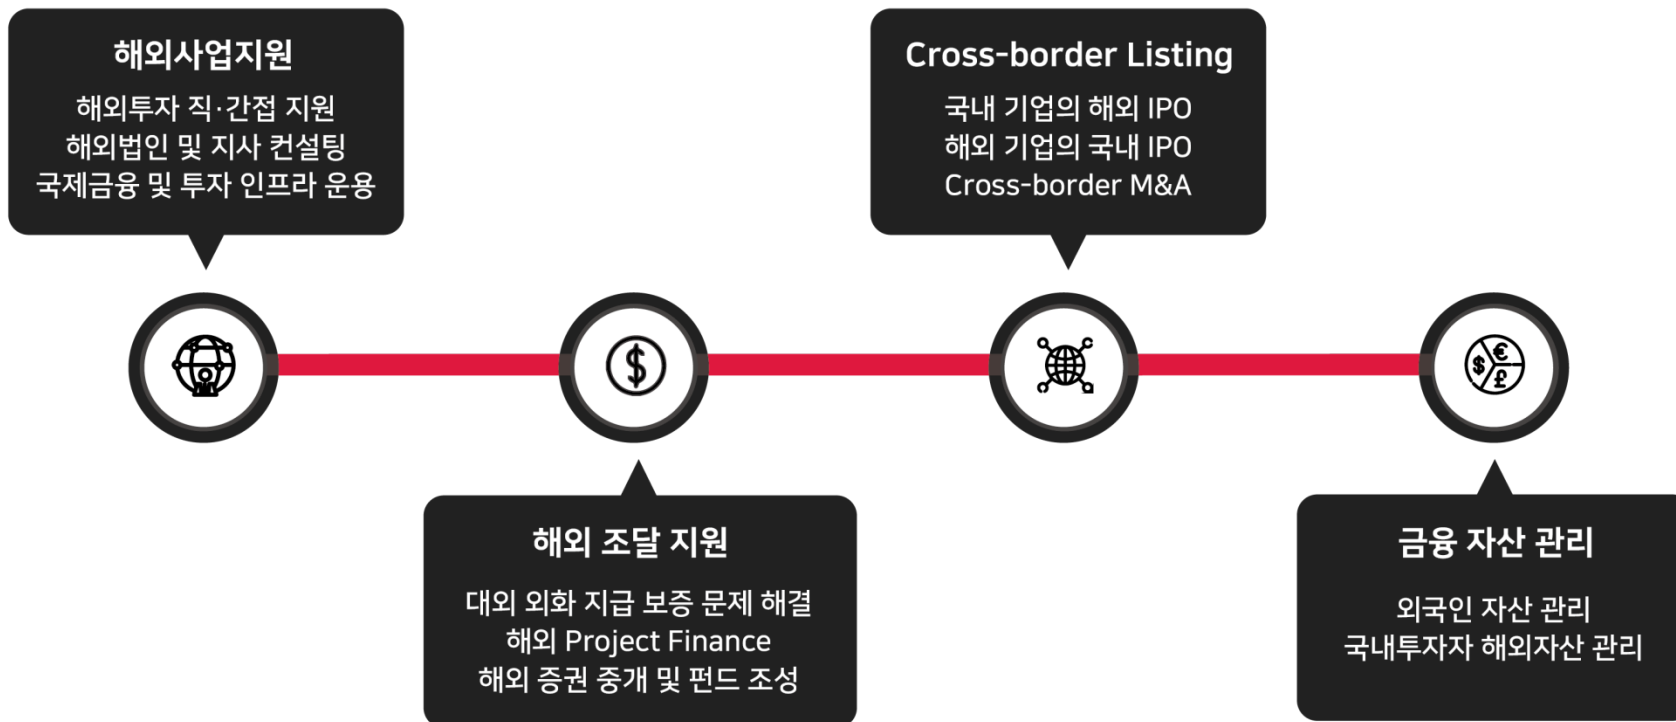 해외사업지원
해외투자 직·간접 지원
해외법인 및 지사 컨설팅
국제금융 및 투자 인프라 운용
해외 조달 지원
대외 외화 지급 보증 문제 해결
해외 Project Finance
해외 증권 중개 및 펀드 조성
Cross-border Listing
국내 기업의 해외 IPO
해외 기업의 국내 IPO
Cross-border M&A
금융 자산 관리
외국인 자산 관리
국내투자자 해외자산 관리